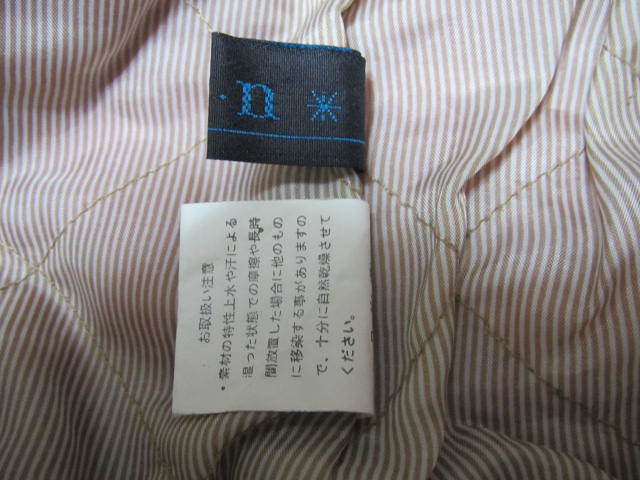 n
お取扱い注意
・素材の特性上水や汗による
湿った状態での摩擦や長時
間放置した場合に他のもの
に移染する事がありますの
で、十分に自然乾燥させて
ください。